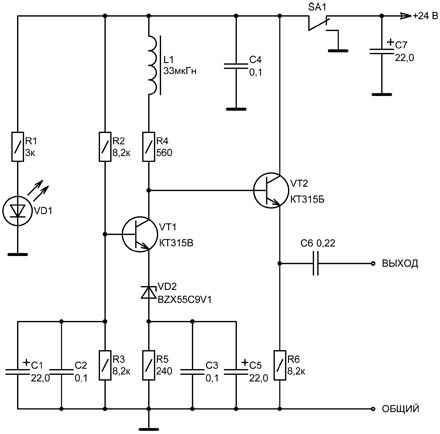 SA1
+24 В
+
C7
22,0
L1
33мкГн
C4
0,1
R1
3к
R2
8,2к
R4
560
VT2
КТ315Б
VD1
VT1
КТ315В
C6 0,22
ВЫХОД
VD2
BZX55C9V1
+
C1
22,0
C2
0,1
R3
8,2к
R5
240
C3
0,1
+
C5
22,0
R6
8,2к
ОБЩИЙ